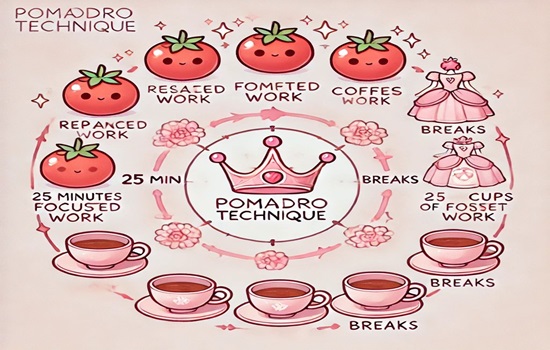 POMADRO
TECHNIQUE
RESACED
WORK
FOMFETED
WORK
COFFES
WORK
REPANCED
WORK
BREAKS
25 MIN
BREAKS
POMADRO
TECHNIQUE
25 MINUTES
FOCUSED
WORK
25 CUPS
OF FOSSET
WORK
BREAKS
BREAKS